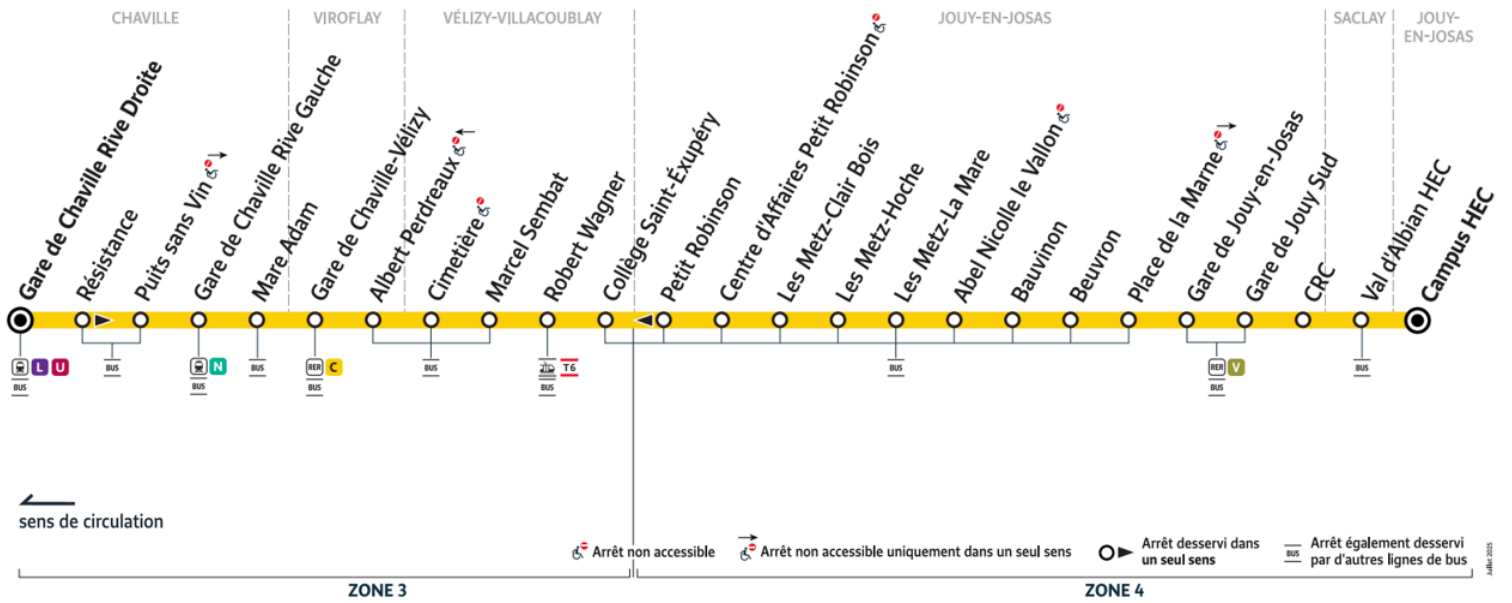 CHAVILLE
VIROFLAY
VÉLIZY-VILLACOUBLAY
JOUY-EN-JOSAS
SACLAY
JOUY-
EN-JOSAS
Gare de Chaville Rive Droite
Résistance
Puits sans Vin
Gare de Chaville Rive Gauche
Mare Adam
Gare de Chaville-Vélizy
Albert Perdreaux
Cimetière
Marcel Sembat
Robert Wagner
Collège Saint-Éxupéry
Petit Robinson
Centre d'Affaires Petit Robinson
Les Metz-Clair Bois
Les Metz-Hoche
Les Metz-La Mare
Abel Nicolle le Vallon
Bauvinon
Beuvron
Place de la Marne
Gare de Jouy-en-Josas
Gare de Jouy Sud
CRC
Val d'Albian HEC
Campus HEC
L U
BUS
BUS
N
BUS
BUS
RER C
BUS
BUS
T6
BUS
BUS
RER V
BUS
BUS
sens de circulation
Arrêt non accessible
Arrêt non accessible uniquement dans un seul sens
Arrêt desservi dans
un seul sens
BUS
Arrêt également desservi
par d'autres lignes de bus
Juillet 2025
ZONE 3
ZONE 4